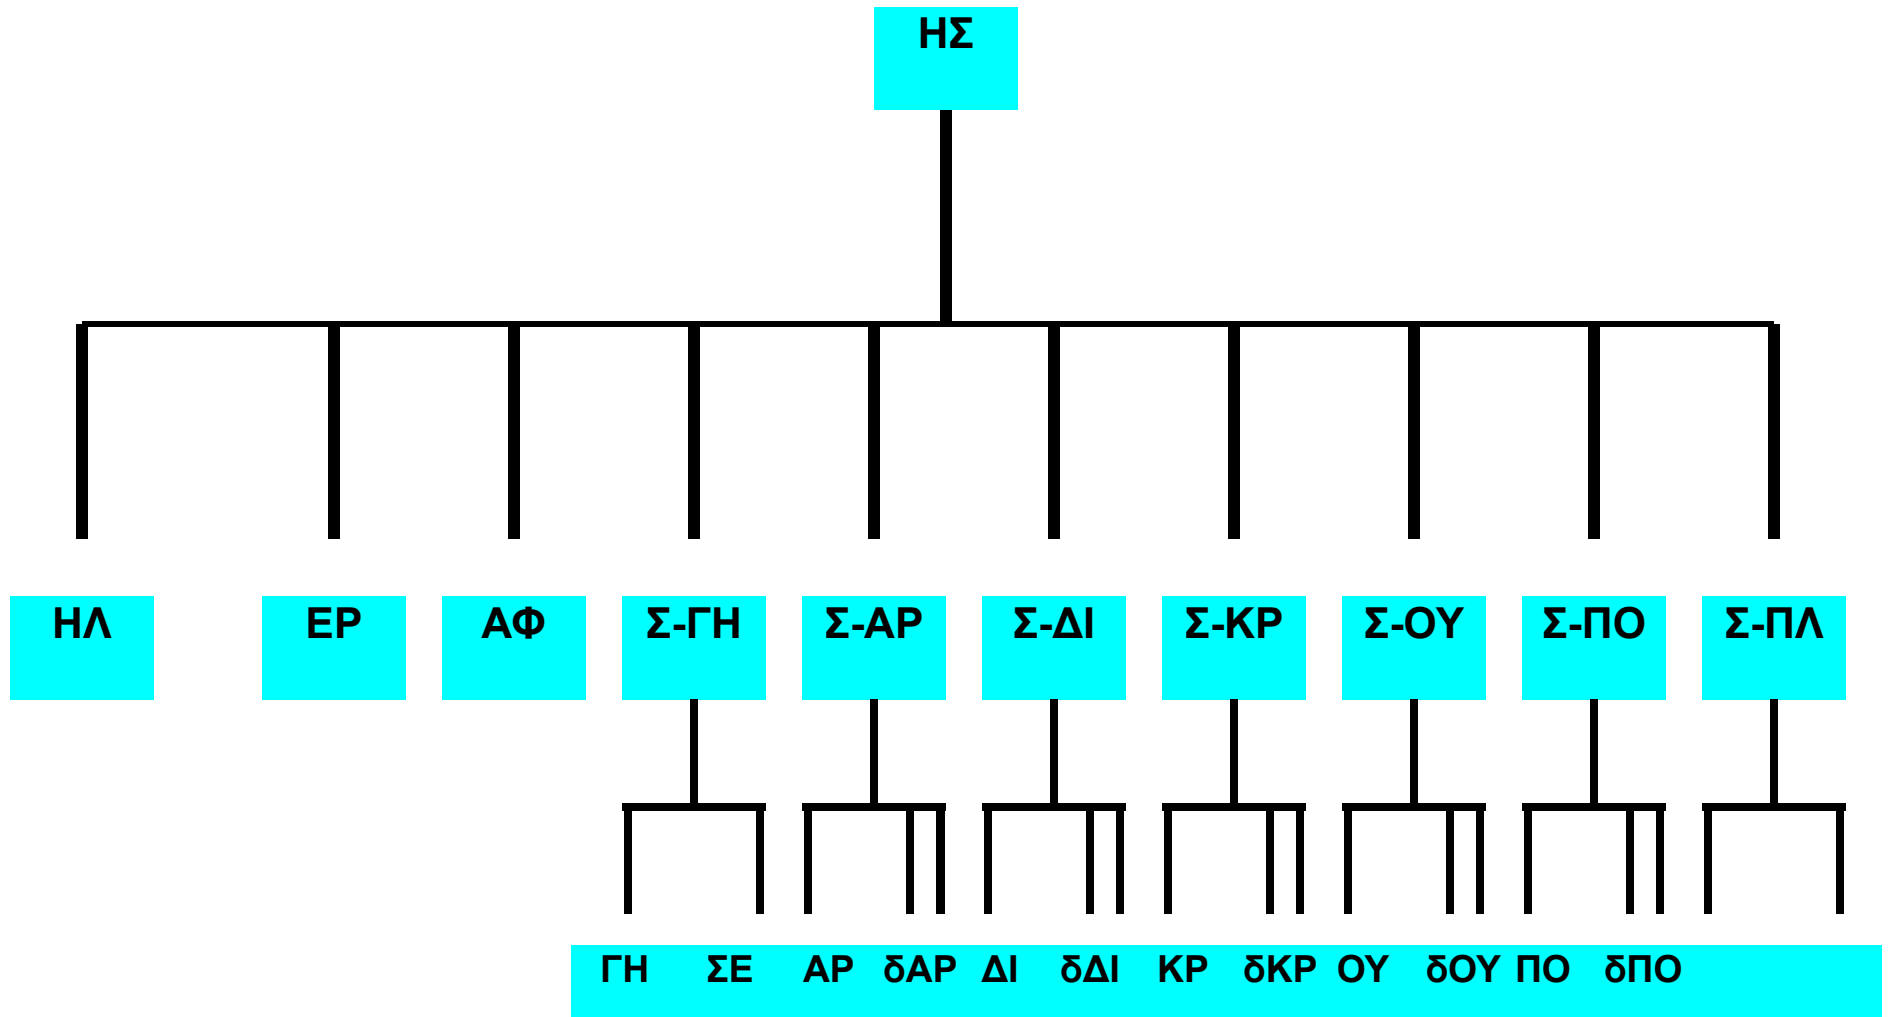 ΗΣ
ΗΛ ΕΡ ΑΦ Σ-ΓΗ Σ-ΑΡ Σ-ΔΙ Σ-ΚΡ Σ-ΟΥ Σ-ΠΟ Σ-ΠΛ
ΓΗ ΣΕ ΑΡ δΑΡ ΔΙ δΔΙ ΚΡ δΚΡ ΟΥ δΟΥ ΠΟ δΠΟ